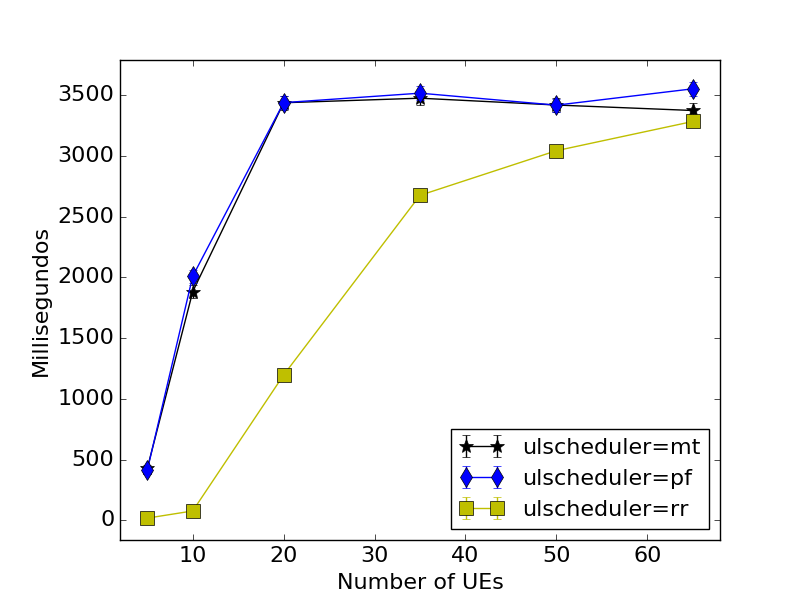 3500
3000
2500
2000
1500
1000
500
0
Millisegundos
10 20 30 40 50 60
Number of UEs
ulscheduler=mt
ulscheduler=pf
ulscheduler=rr